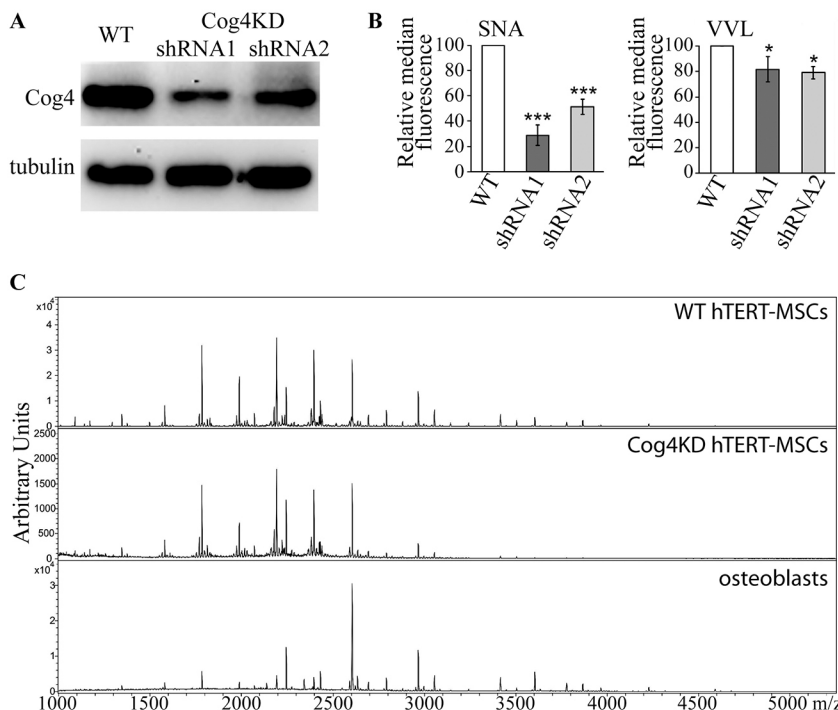 A
WT
Cog4KD
shRNA1 shRNA2
Cog4
tubulin
B
SNA
Relative median
fluorescence
100
80
60
40
20
0
***
***
WT
shRNA1
shRNA2
VVL
Relative median
fluorescence
100
80
60
40
20
0
*
*
WT
shRNA1
shRNA2
C
Arbitrary Units
x10⁴
4
3
2
1
0
WT hTERT-MSCs
2500
2000
1500
1000
500
0
Cog4KD hTERT-MSCs
x10⁴
3
2
1
0
osteoblasts
1000 1500 2000 2500 3000 3500 4000 4500 5000 m/z